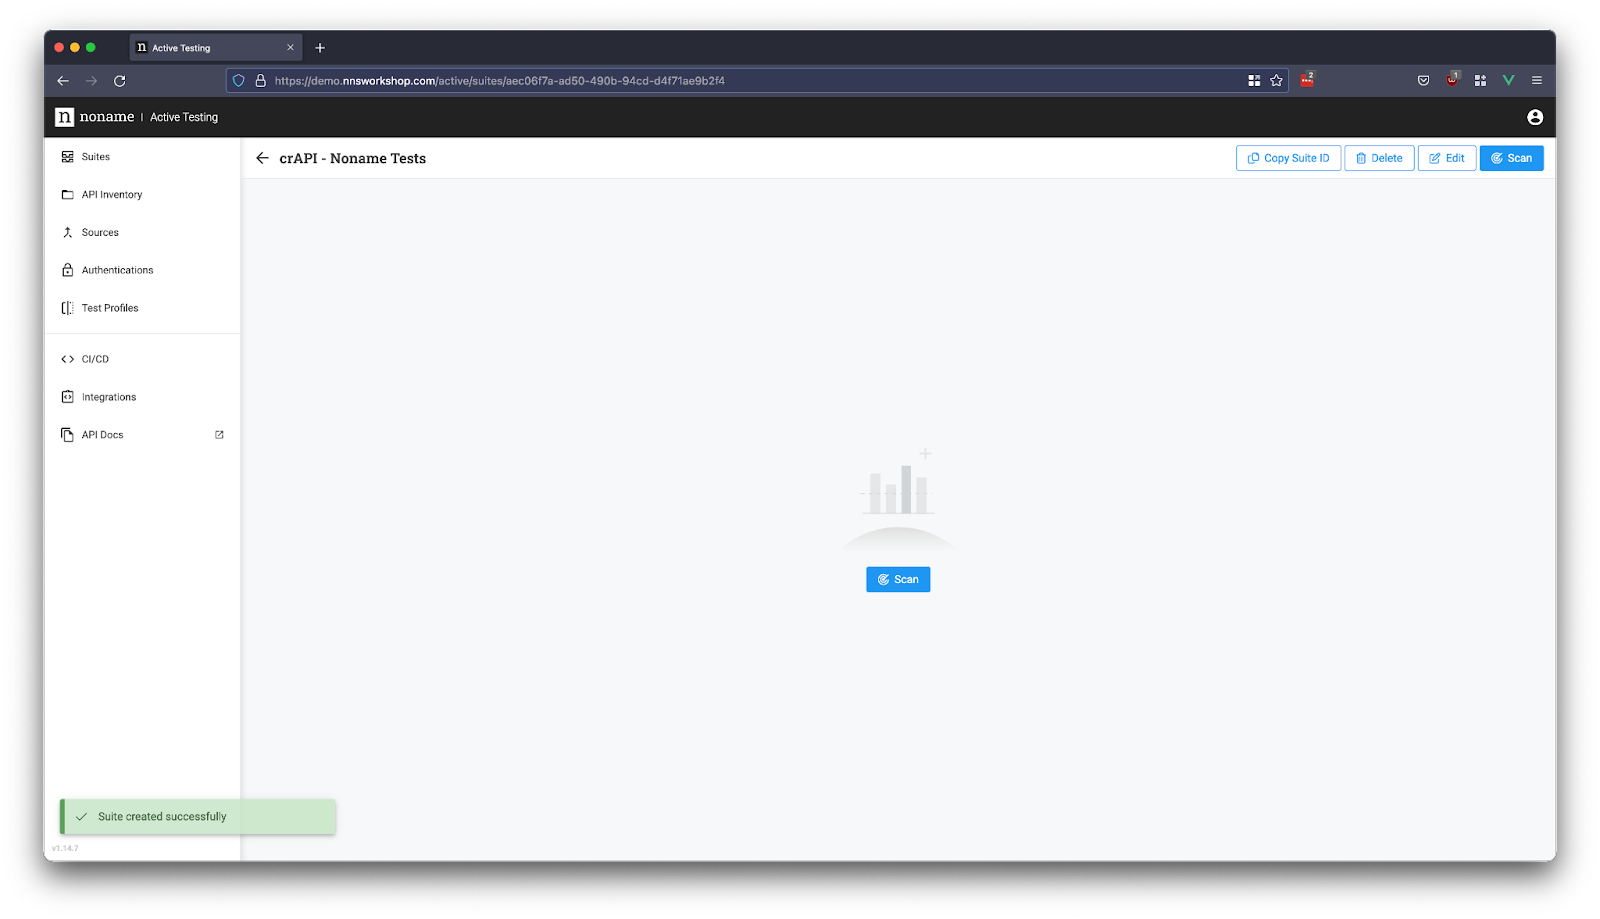 n Active Testing
https://demo.nnsworkshop.com/active/suites/aec06f7a-ad50-490b-94cd-d4f71ae9b2f4
2
1
n noname | Active Testing
Suites
API Inventory
Sources
Authentications
Test Profiles
CI/CD
Integrations
API Docs
crAPI - Noname Tests
Copy Suite ID
Delete
Edit
Scan
Scan
Suite created successfully
v1.14.7